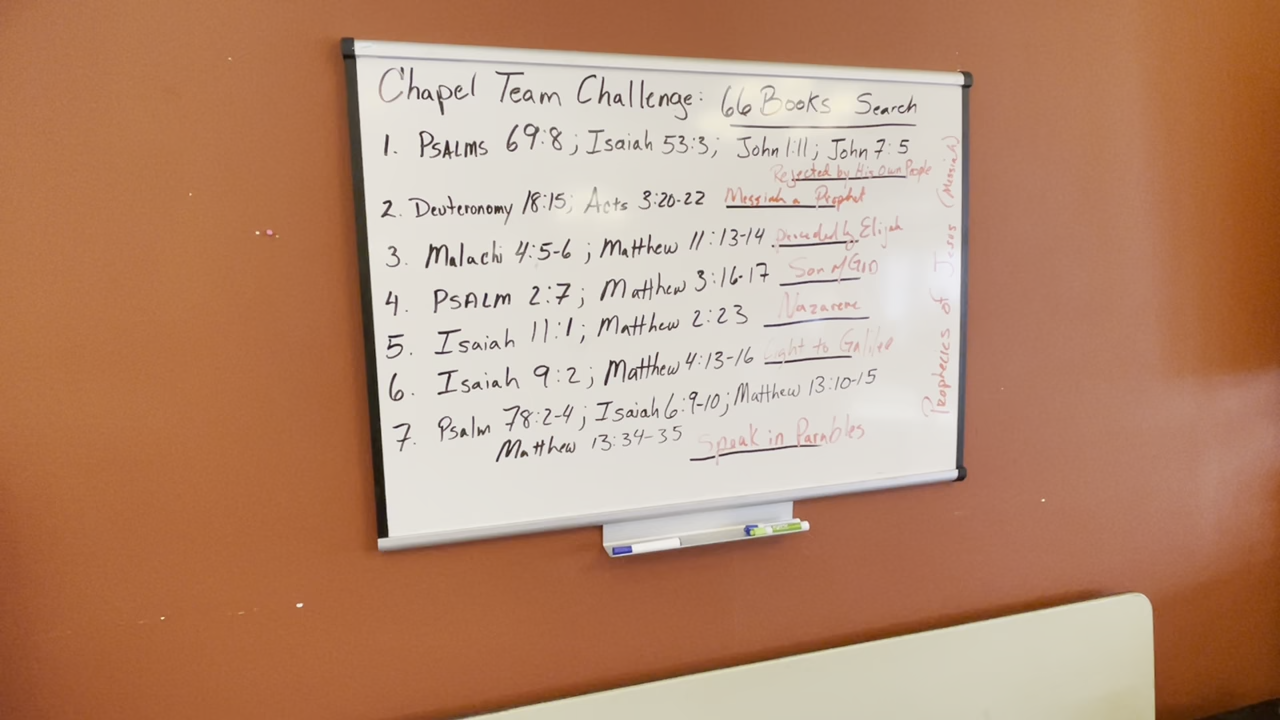 Chapel Team Challenge: 66 Books Search
1. PSALMS 69:8; Isaiah 53:3; John 1:11; John 7:5
Rejected by His Own People
2. Deuteronomy 18:15; Acts 3:20-22 Messiah a Prophet
3. Malachi 4:5-6; Matthew 11:13-14 preceded by Elijah
4. PSALM 2:7; Matthew 3:16-17 Son of GOD
5. Isaiah 11:1; Matthew 2:23 Nazarene
6. Isaiah 9:2; Matthew 4:13-16 Light to Galilee
7. Psalm 78:2-4; Isaiah 6:9-10; Matthew 13:10-15
Matthew 13:34-35 Speak in Parables
Prophecies of Jesus (Messiah)